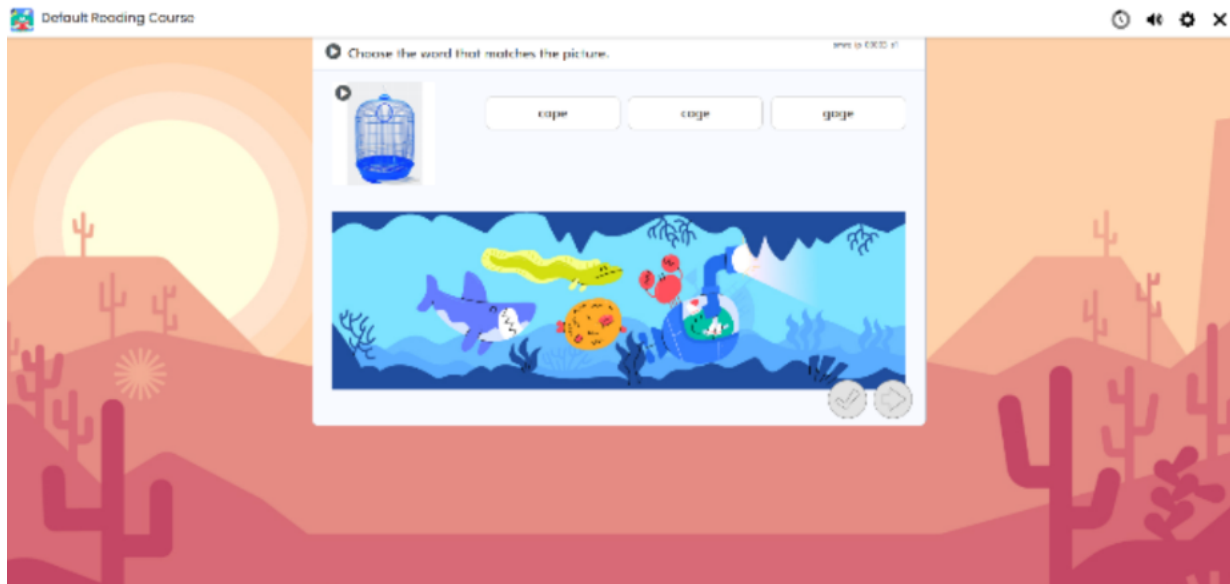 Default Reading Course
Choose the word that matches the picture.
cape
cage
gage